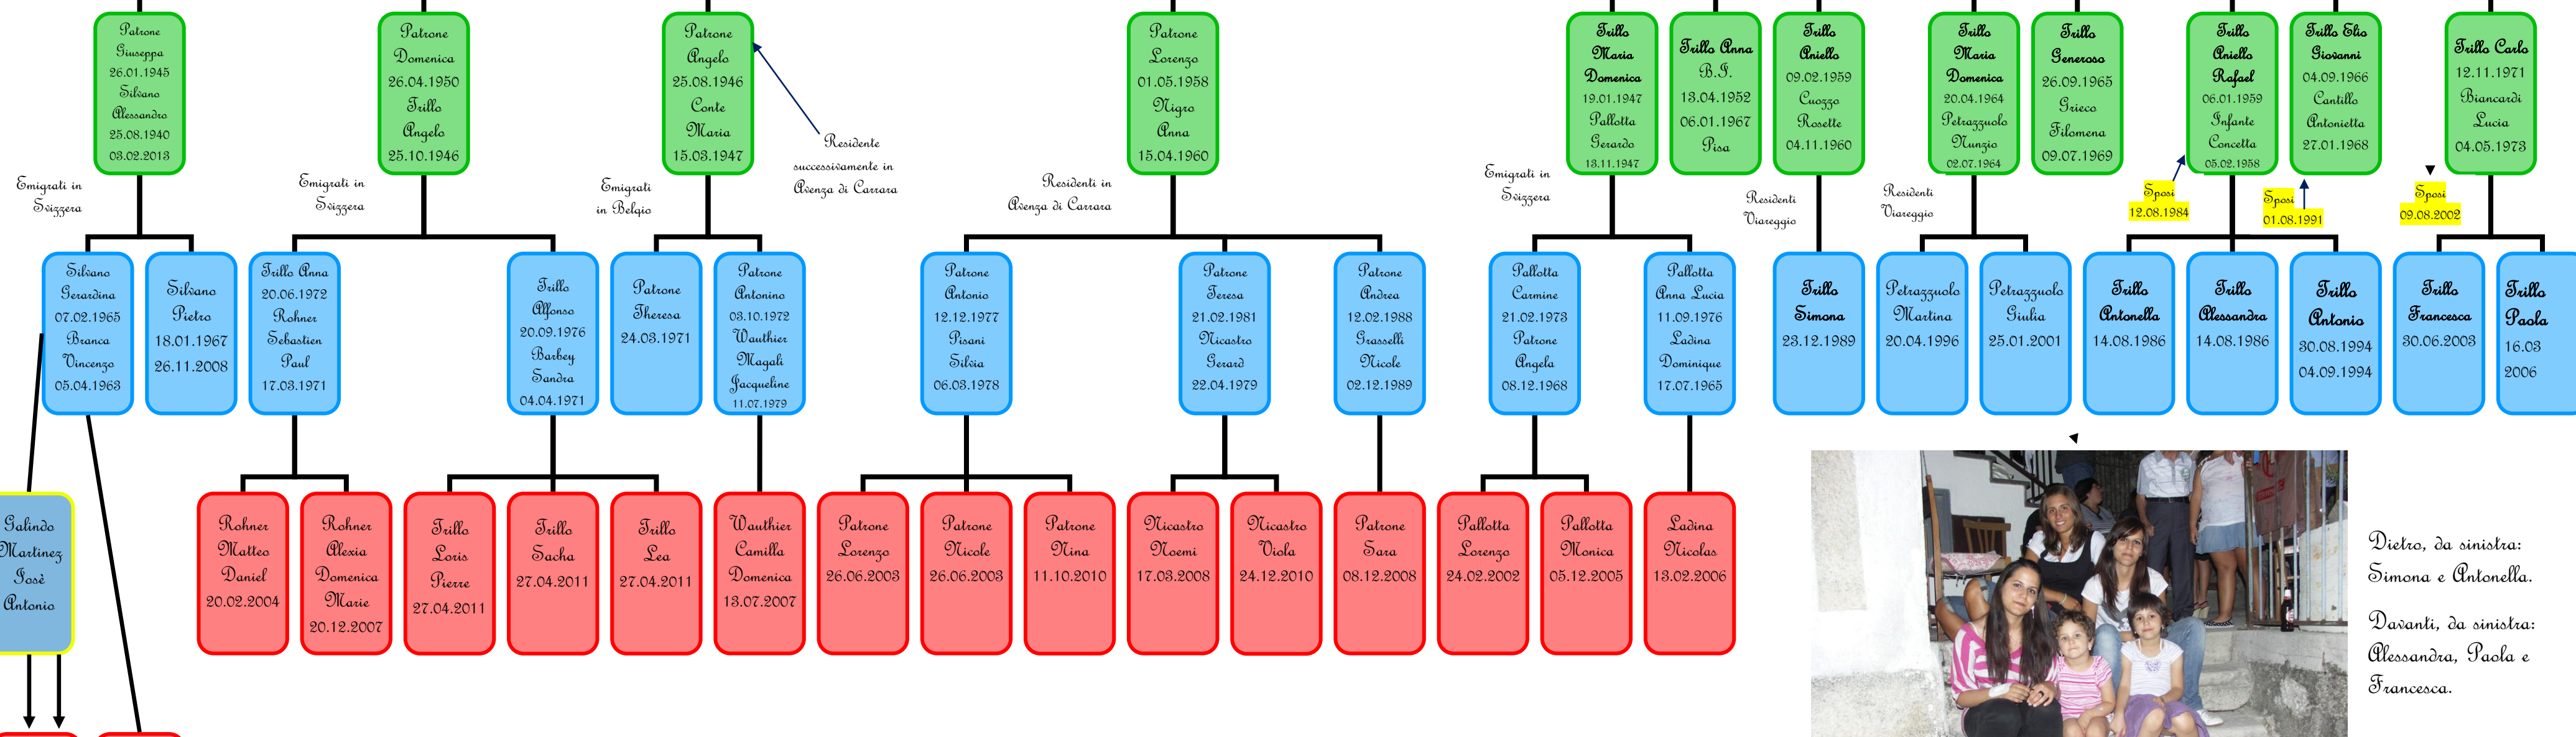 Patrone
Giuseppa
26.01.1945
Silvano
Alessandro
25.08.1940
03.02.2013
Patrone
Domenica
26.04.1950
Trillo
Angelo
25.10.1946
Patrone
Angelo
25.08.1946
Conte
Maria
15.03.1947
Patrone
Lorenzo
01.05.1958
Nigro
Anna
15.04.1960
Trillo
Maria
Domenica
19.01.1947
Pallotta
Gerardo
13.11.1947
Trillo Anna
B.I.
13.04.1952
06.01.1967
Pisa
Trillo
Aniello
09.02.1959
Cuozzo
Rosette
04.11.1960
Trillo
Maria
Domenica
20.04.1964
Petrazzuolo
Nunzio
02.07.1964
Trillo
Generoso
26.09.1965
Grieco
Filomena
09.07.1969
Trillo
Aniello
Rafael
06.01.1959
Infante
Concetta
05.02.1958
Trillo Elio
Giovanni
04.09.1966
Cantillo
Antonietta
27.01.1968
Trillo Carlo
12.11.1971
Biancardi
Lucia
04.05.1973
Residente
successivamente in
Avenza di Carrara
Emigrati in
Svizzera
Emigrati in
Svizzera
Emigrati
in Belgio
Residenti in
Avenza di Carrara
Emigrati in
Svizzera
Residenti
Viareggio
Residenti
Viareggio
Sposi
12.08.1984
Sposi
01.08.1991
Sposi
09.08.2002
Silvano
Gerardina
07.02.1965
Branca
Vincenzo
05.04.1963
Silvano
Pietro
18.01.1967
26.11.2008
Trillo Anna
20.06.1972
Rohner
Sebastien
Paul
17.03.1971
Trillo
Alfonso
20.09.1976
Barbey
Sandra
04.04.1971
Patrone
Theresa
24.03.1971
Patrone
Antonino
03.10.1972
Wauthier
Magali
Jacqueline
11.07.1979
Patrone
Antonio
12.12.1977
Pisani
Silvia
06.03.1978
Patrone
Teresa
21.02.1981
Nicastro
Gerard
22.04.1979
Patrone
Andrea
12.02.1988
Grasselli
Nicole
02.12.1989
Pallotta
Carmine
21.02.1973
Patrone
Angela
08.12.1968
Pallotta
Anna Lucia
11.09.1976
Ladina
Dominique
17.07.1965
Trillo
Simona
23.12.1989
Petrazzuolo
Martina
20.04.1996
Petrazzuolo
Giulia
25.01.2001
Trillo
Antonella
14.08.1986
Trillo
Alessandra
14.08.1986
Trillo
Antonio
30.08.1994
04.09.1994
Trillo
Francesca
30.06.2003
Trillo
Paola
16.03
2006
Galindo
Martinez
Iosè
Antonio
Rohner
Matteo
Daniel
20.02.2004
Rohner
Alexia
Domenica
Marie
20.12.2007
Trillo
Loris
Pierre
27.04.2011
Trillo
Sacha
27.04.2011
Trillo
Lea
27.04.2011
Wauthier
Camilla
Domenica
13.07.2007
Patrone
Lorenzo
26.06.2003
Patrone
Nicole
26.06.2003
Patrone
Nina
11.10.2010
Nicastro
Noemi
17.03.2008
Nicastro
Viola
24.12.2010
Patrone
Sara
08.12.2008
Pallotta
Lorenzo
24.02.2002
Pallotta
Monica
05.12.2005
Ladina
Nicolas
13.02.2006
Dietro, da sinistra:
Simona e Antonella.
Davanti, da sinistra:
Alessandra, Paola e
Francesca.